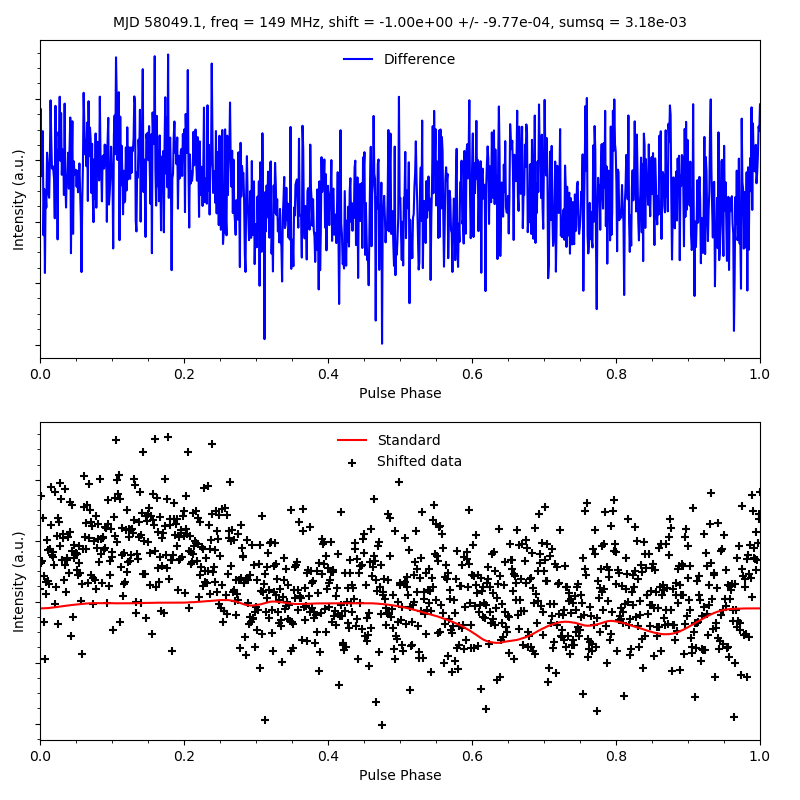 MJD 58049.1, freq = 149 MHz, shift = -1.00e+00 +/- -9.77e-04, sumsq = 3.18e-03
Difference
Intensity (a.u.)
0.0 0.2 0.4 0.6 0.8 1.0
Pulse Phase
Standard
Shifted data
Intensity (a.u.)
0.0 0.2 0.4 0.6 0.8 1.0
Pulse Phase